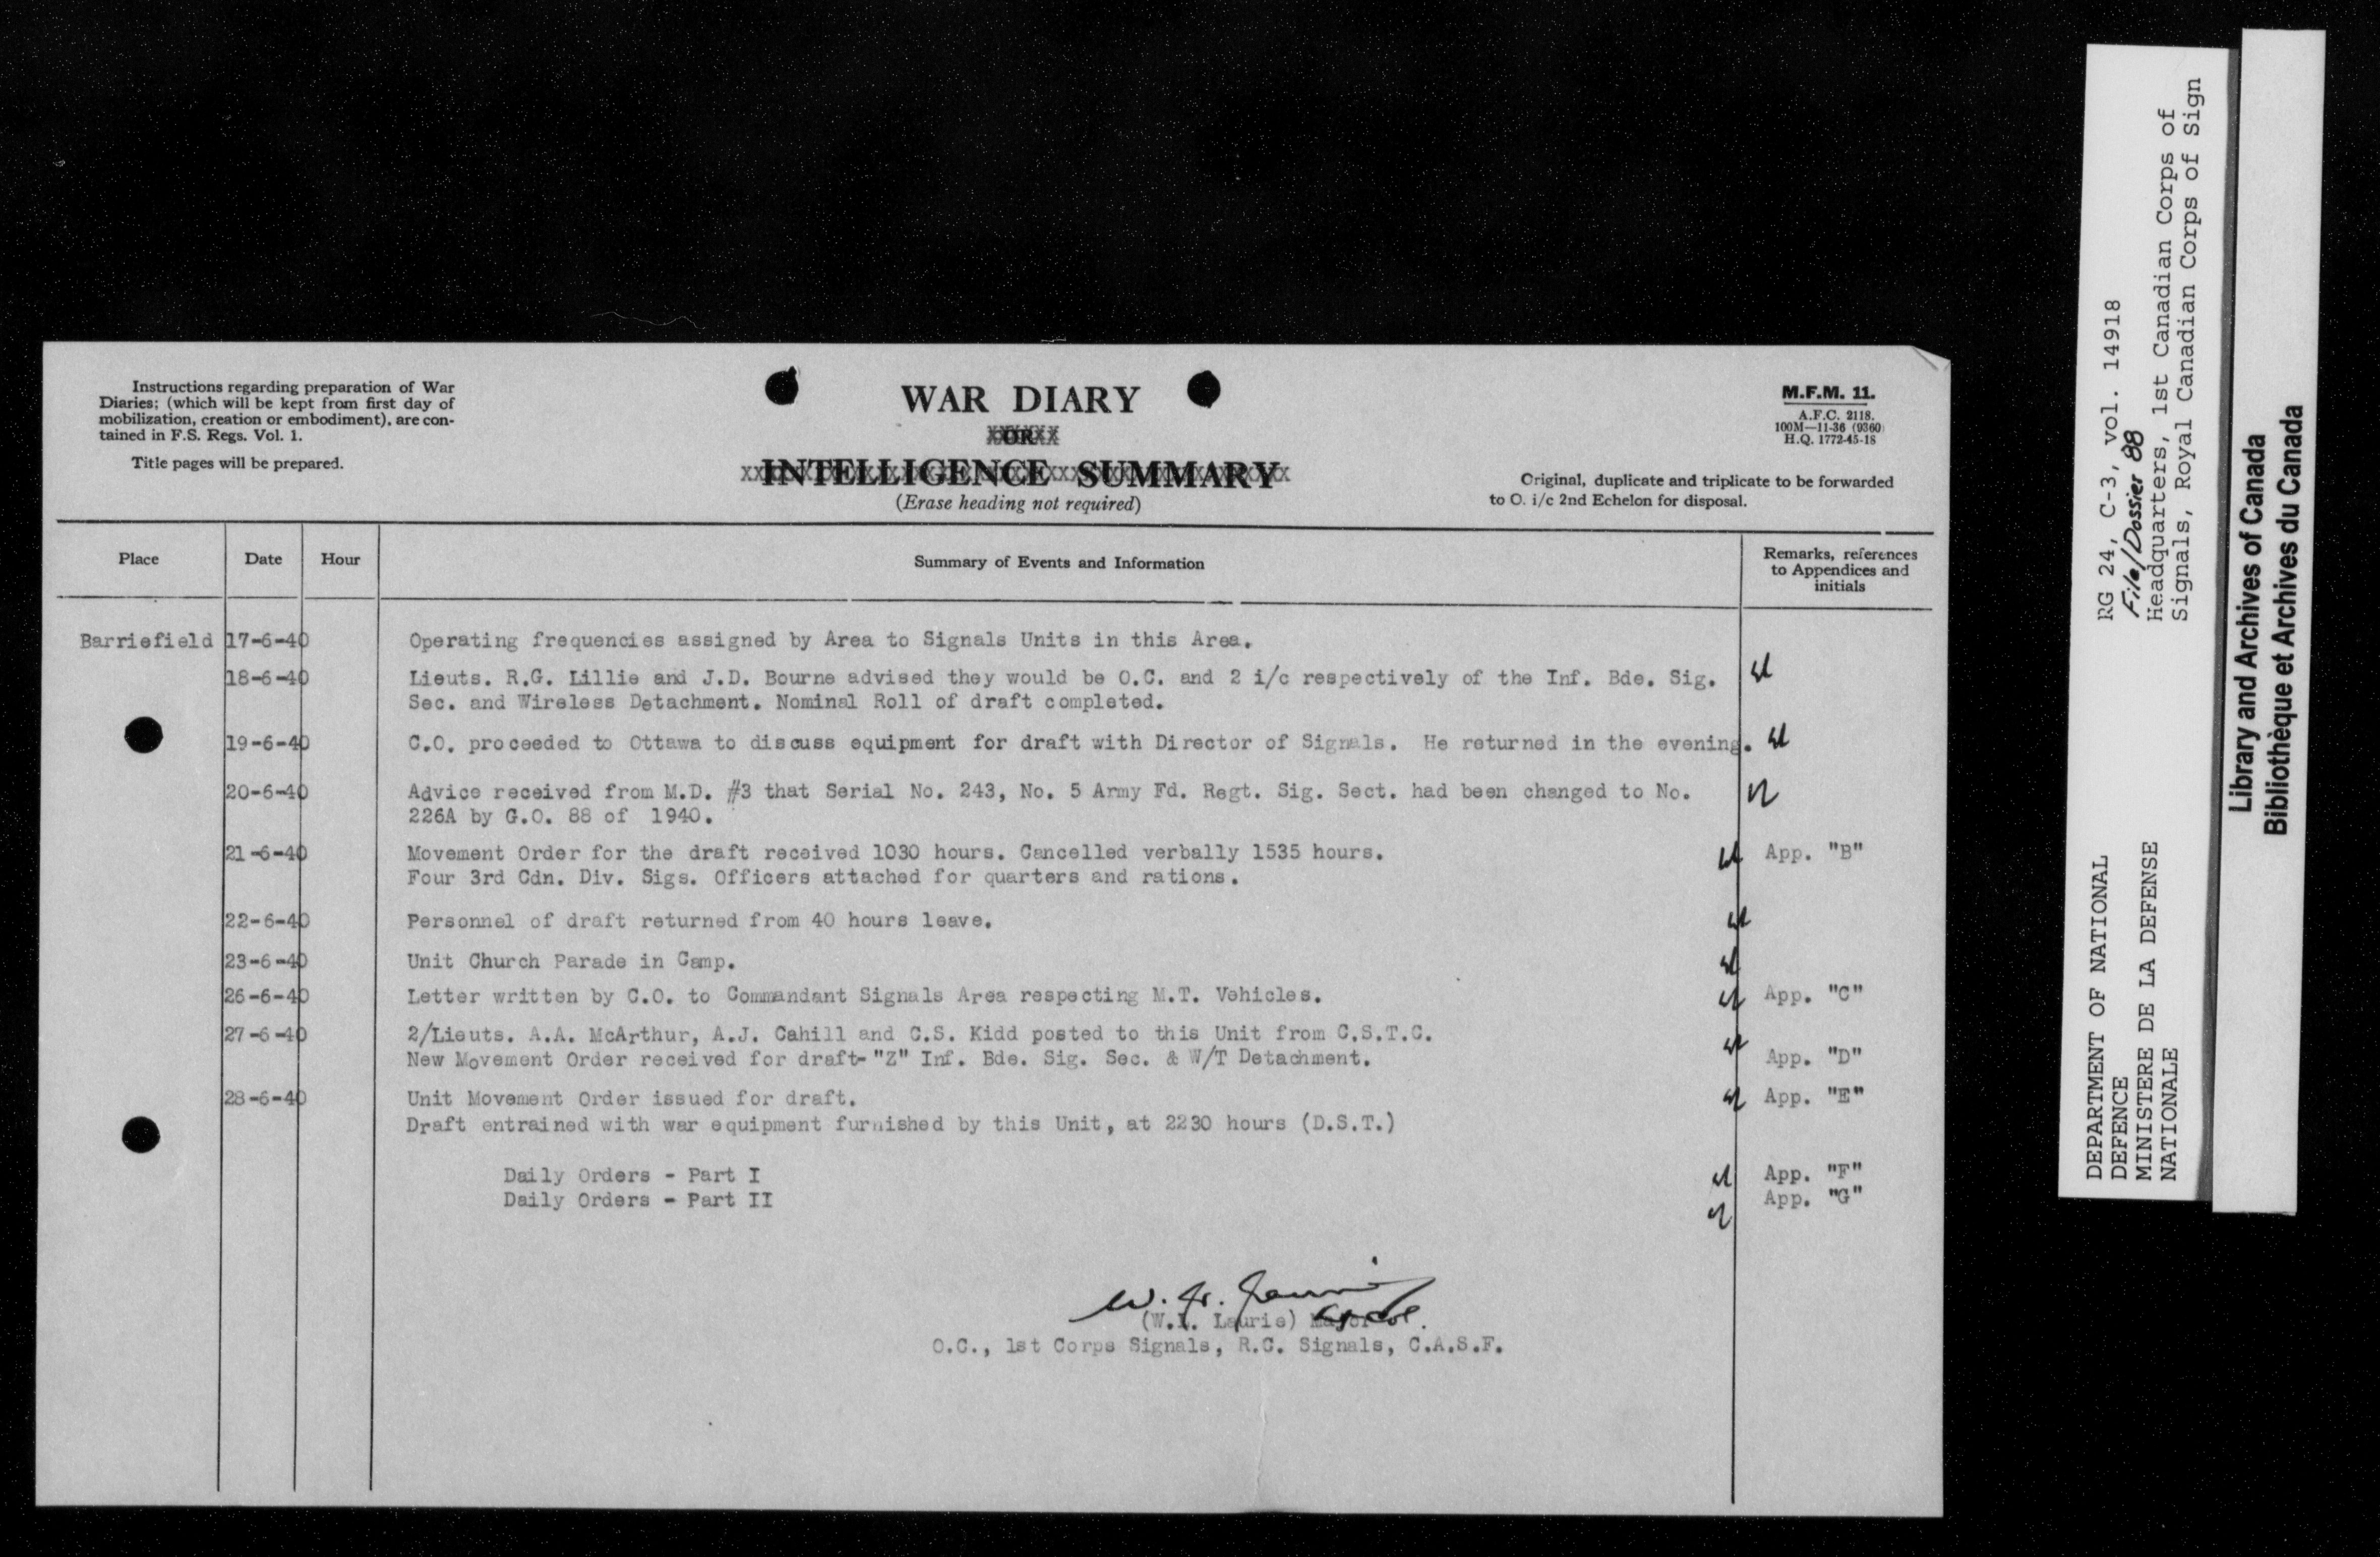 Instructions regarding preparation of War
Diaries; (which will be kept from first day of
mobilization, creation or embodiment), are con-
tained in F.S. Regs. Vol. 1.
Title pages will be prepared.
WAR DIARY
OR
INTELLIGENCE SUMMARY
(Erase heading not required)
M.F.M. 11.
A.F.C. 2118.
100M—11-36 (9360)
H.Q. 1772-45-18
Original, duplicate and triplicate to be forwarded
to O. i/c 2nd Echelon for disposal.
Place Date Hour Summary of Events and Information Remarks, references
to Appendices and
initials
Barriefield 17-6-40 Operating frequencies assigned by Area to Signals Units in this Area.
18-6-40 Lieuts. R.G. Lillie and J.D. Bourne advised they would be O.C. and 2 i/c respectively of the Inf. Bde. Sig.
Sec. and Wireless Detachment. Nominal Roll of draft completed.
19-6-40 C.O. proceeded to Ottawa to discuss equipment for draft with Director of Signals. He returned in the evening.
20-6-40 Advice received from M.D. #3 that Serial No. 243, No. 5 Army Fd. Regt. Sig. Sect. had been changed to No.
226A by G.O. 88 of 1940.
21-6-40 Movement Order for the draft received 1030 hours. Cancelled verbally 1535 hours. App. "B"
Four 3rd Cdn. Div. Sigs. Officers attached for quarters and rations.
22-6-40 Personnel of draft returned from 40 hours leave.
23-6-40 Unit Church Parade in Camp.
26-6-40 Letter written by C.O. to Commandant Signals Area respecting M.T. Vehicles. App. "C"
27-6-40 2/Lieuts. A.A. McArthur, A.J. Cahill and C.S. Kidd posted to this Unit from C.S.T.C.
New Movement Order received for draft-"Z" Inf. Bde. Sig. Sec. & W/T Detachment. App. "D"
28-6-40 Unit Movement Order issued for draft. App. "E"
Draft entrained with war equipment furnished by this Unit, at 2230 hours (D.S.T.)
Daily Orders - Part I App. "F"
Daily Orders - Part II App. "G"
(W.L. Laurie) Major
O.C., 1st Corps Signals, R.C. Signals, C.A.S.F.
RG 24, C-3, vol. 14918
File/Dossier 88
Headquarters, 1st Canadian Corps of
Signals, Royal Canadian Corps of Sign
DEPARTMENT OF NATIONAL
DEFENCE
MINISTERE DE LA DEFENSE
NATIONALE
Library and Archives of Canada
Bibliothèque et Archives du Canada